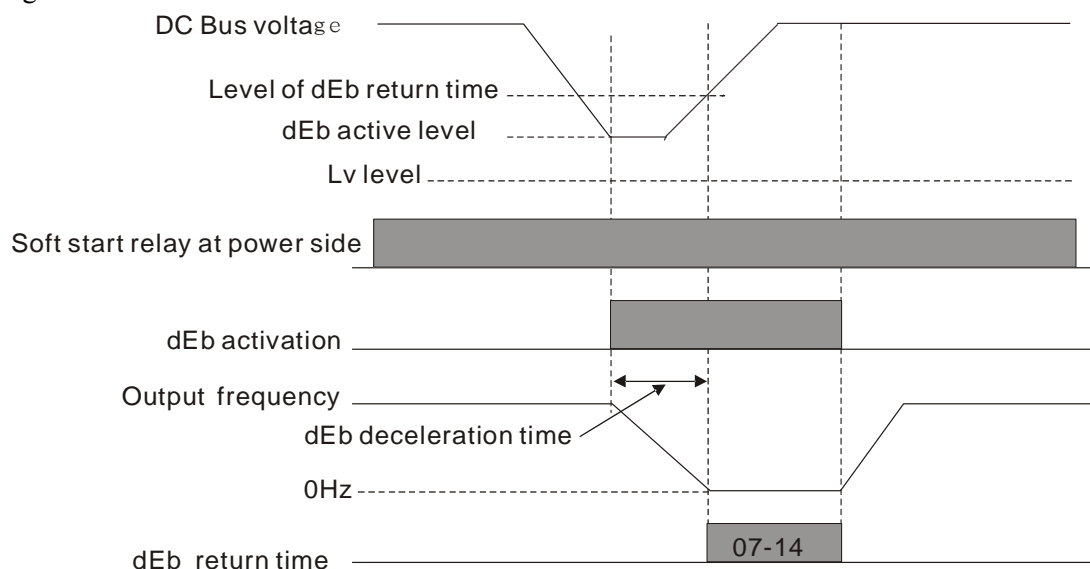 DC Bus voltage
Level of dEb return time
dEb active level
Lv level
Soft start relay at power side
dEb activation
Output frequency
dEb deceleration time
0Hz
07-14
dEb return time